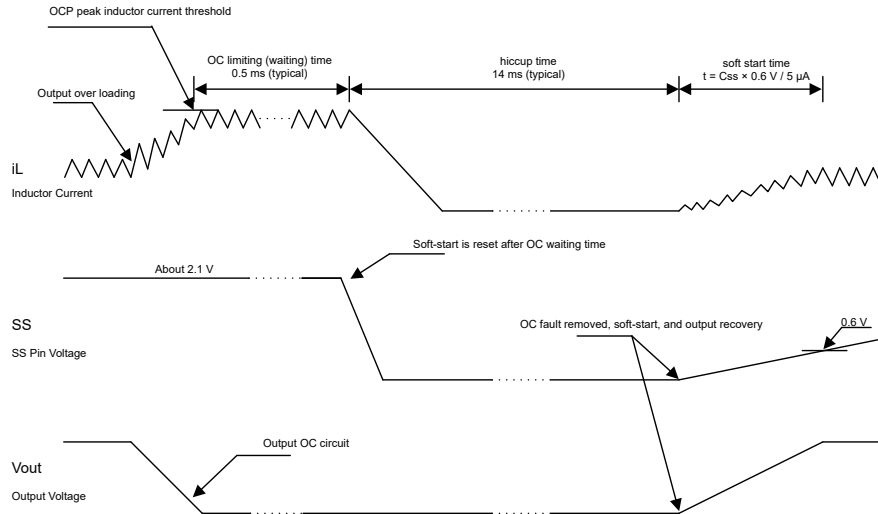 OCP peak inductor current threshold
OC limiting (waiting) time
0.5 ms (typical)
hiccup time
14 ms (typical)
soft start time
t = Css × 0.6 V / 5 µA
Output over loading
iL
Inductor Current
Soft-start is reset after OC waiting time
About 2.1 V
SS
SS Pin Voltage
OC fault removed, soft-start, and output recovery
0.6 V
Output OC circuit
Vout
Output Voltage